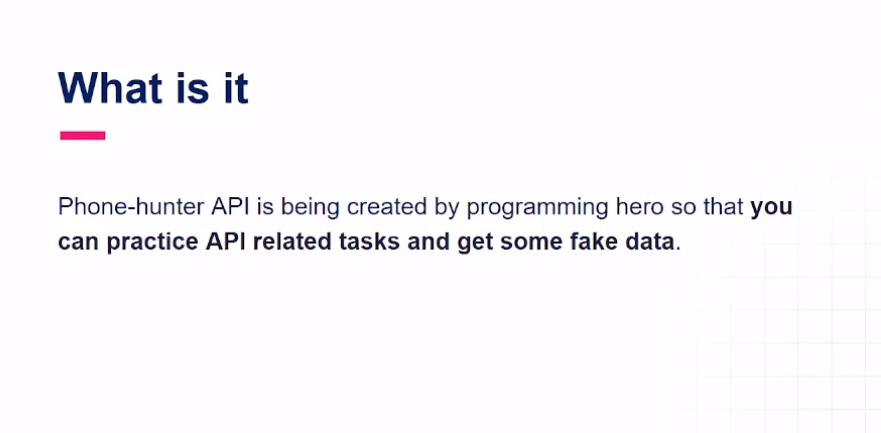 What is it
Phone-hunter API is being created by programming hero so that you
can practice API related tasks and get some fake data.